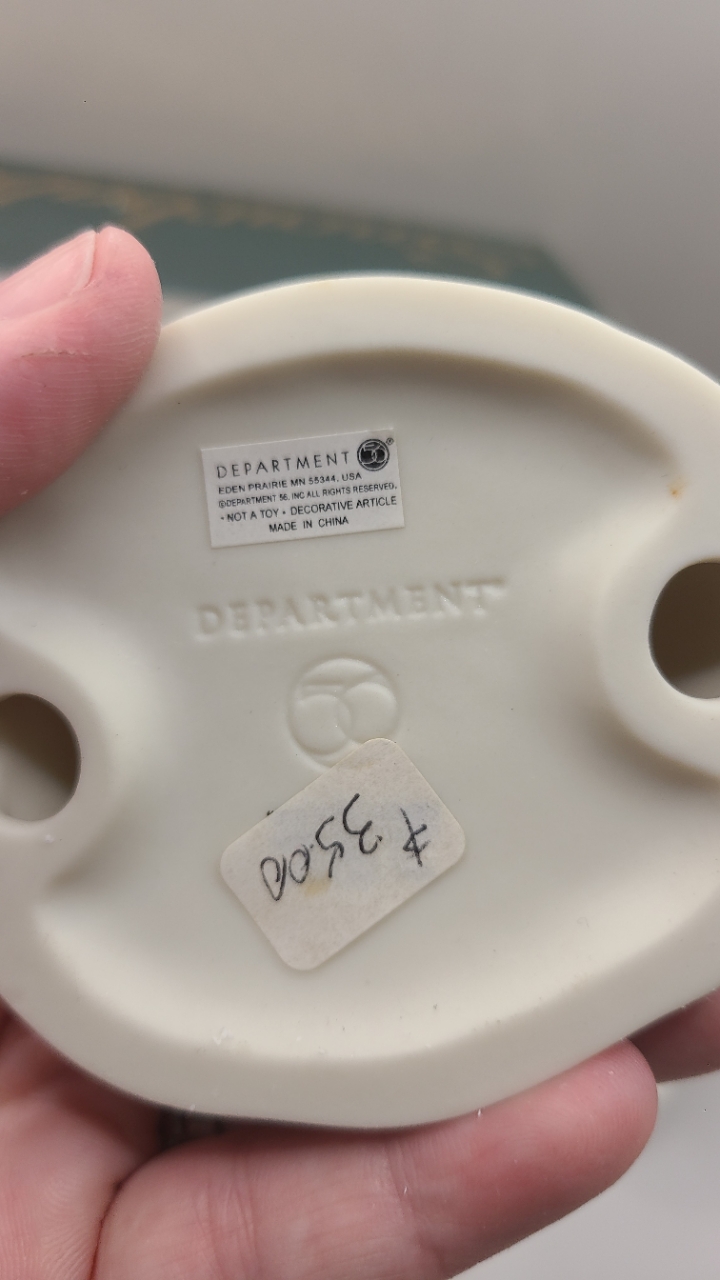 DEPARTMENT 56®
EDEN PRAIRIE MN 55344, USA
©DEPARTMENT 56, INC ALL RIGHTS RESERVED.
• NOT A TOY • DECORATIVE ARTICLE
MADE IN CHINA
DEPARTMENT
56
$35.00